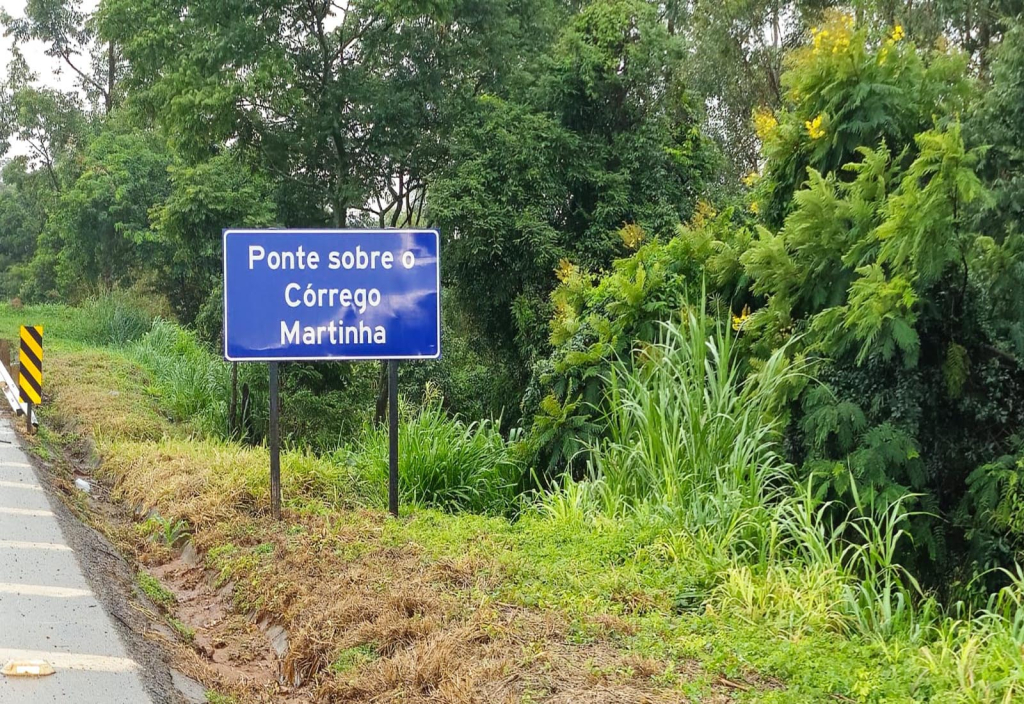 Ponte sobre o
Córrego
Martinha